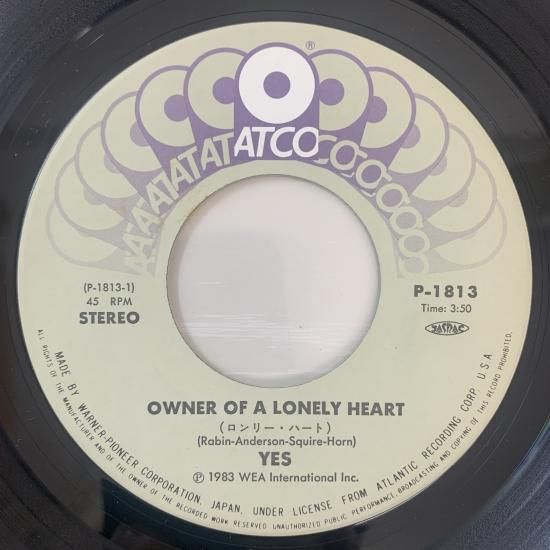 ATCO®
(P-1813-1)
45 RPM
STEREO
P-1813
Time: 3:50
JASRAC
OWNER OF A LONELY HEART
(ロンリー・ハート)
(Rabin-Anderson-Squire-Horn)
YES
Ⓟ 1983 WEA International Inc.
MADE BY WARNER-PIONEER CORPORATION, JAPAN, UNDER LICENSE FROM ATLANTIC RECORDING CORP. U.S.A.
ALL RIGHTS OF THE MANUFACTURER AND OF THE OWNER OF THE RECORDED WORK RESERVED UNAUTHORIZED PUBLIC PERFORMANCE, BROADCASTING AND COPYING OF THIS RECORD PROHIBITED.